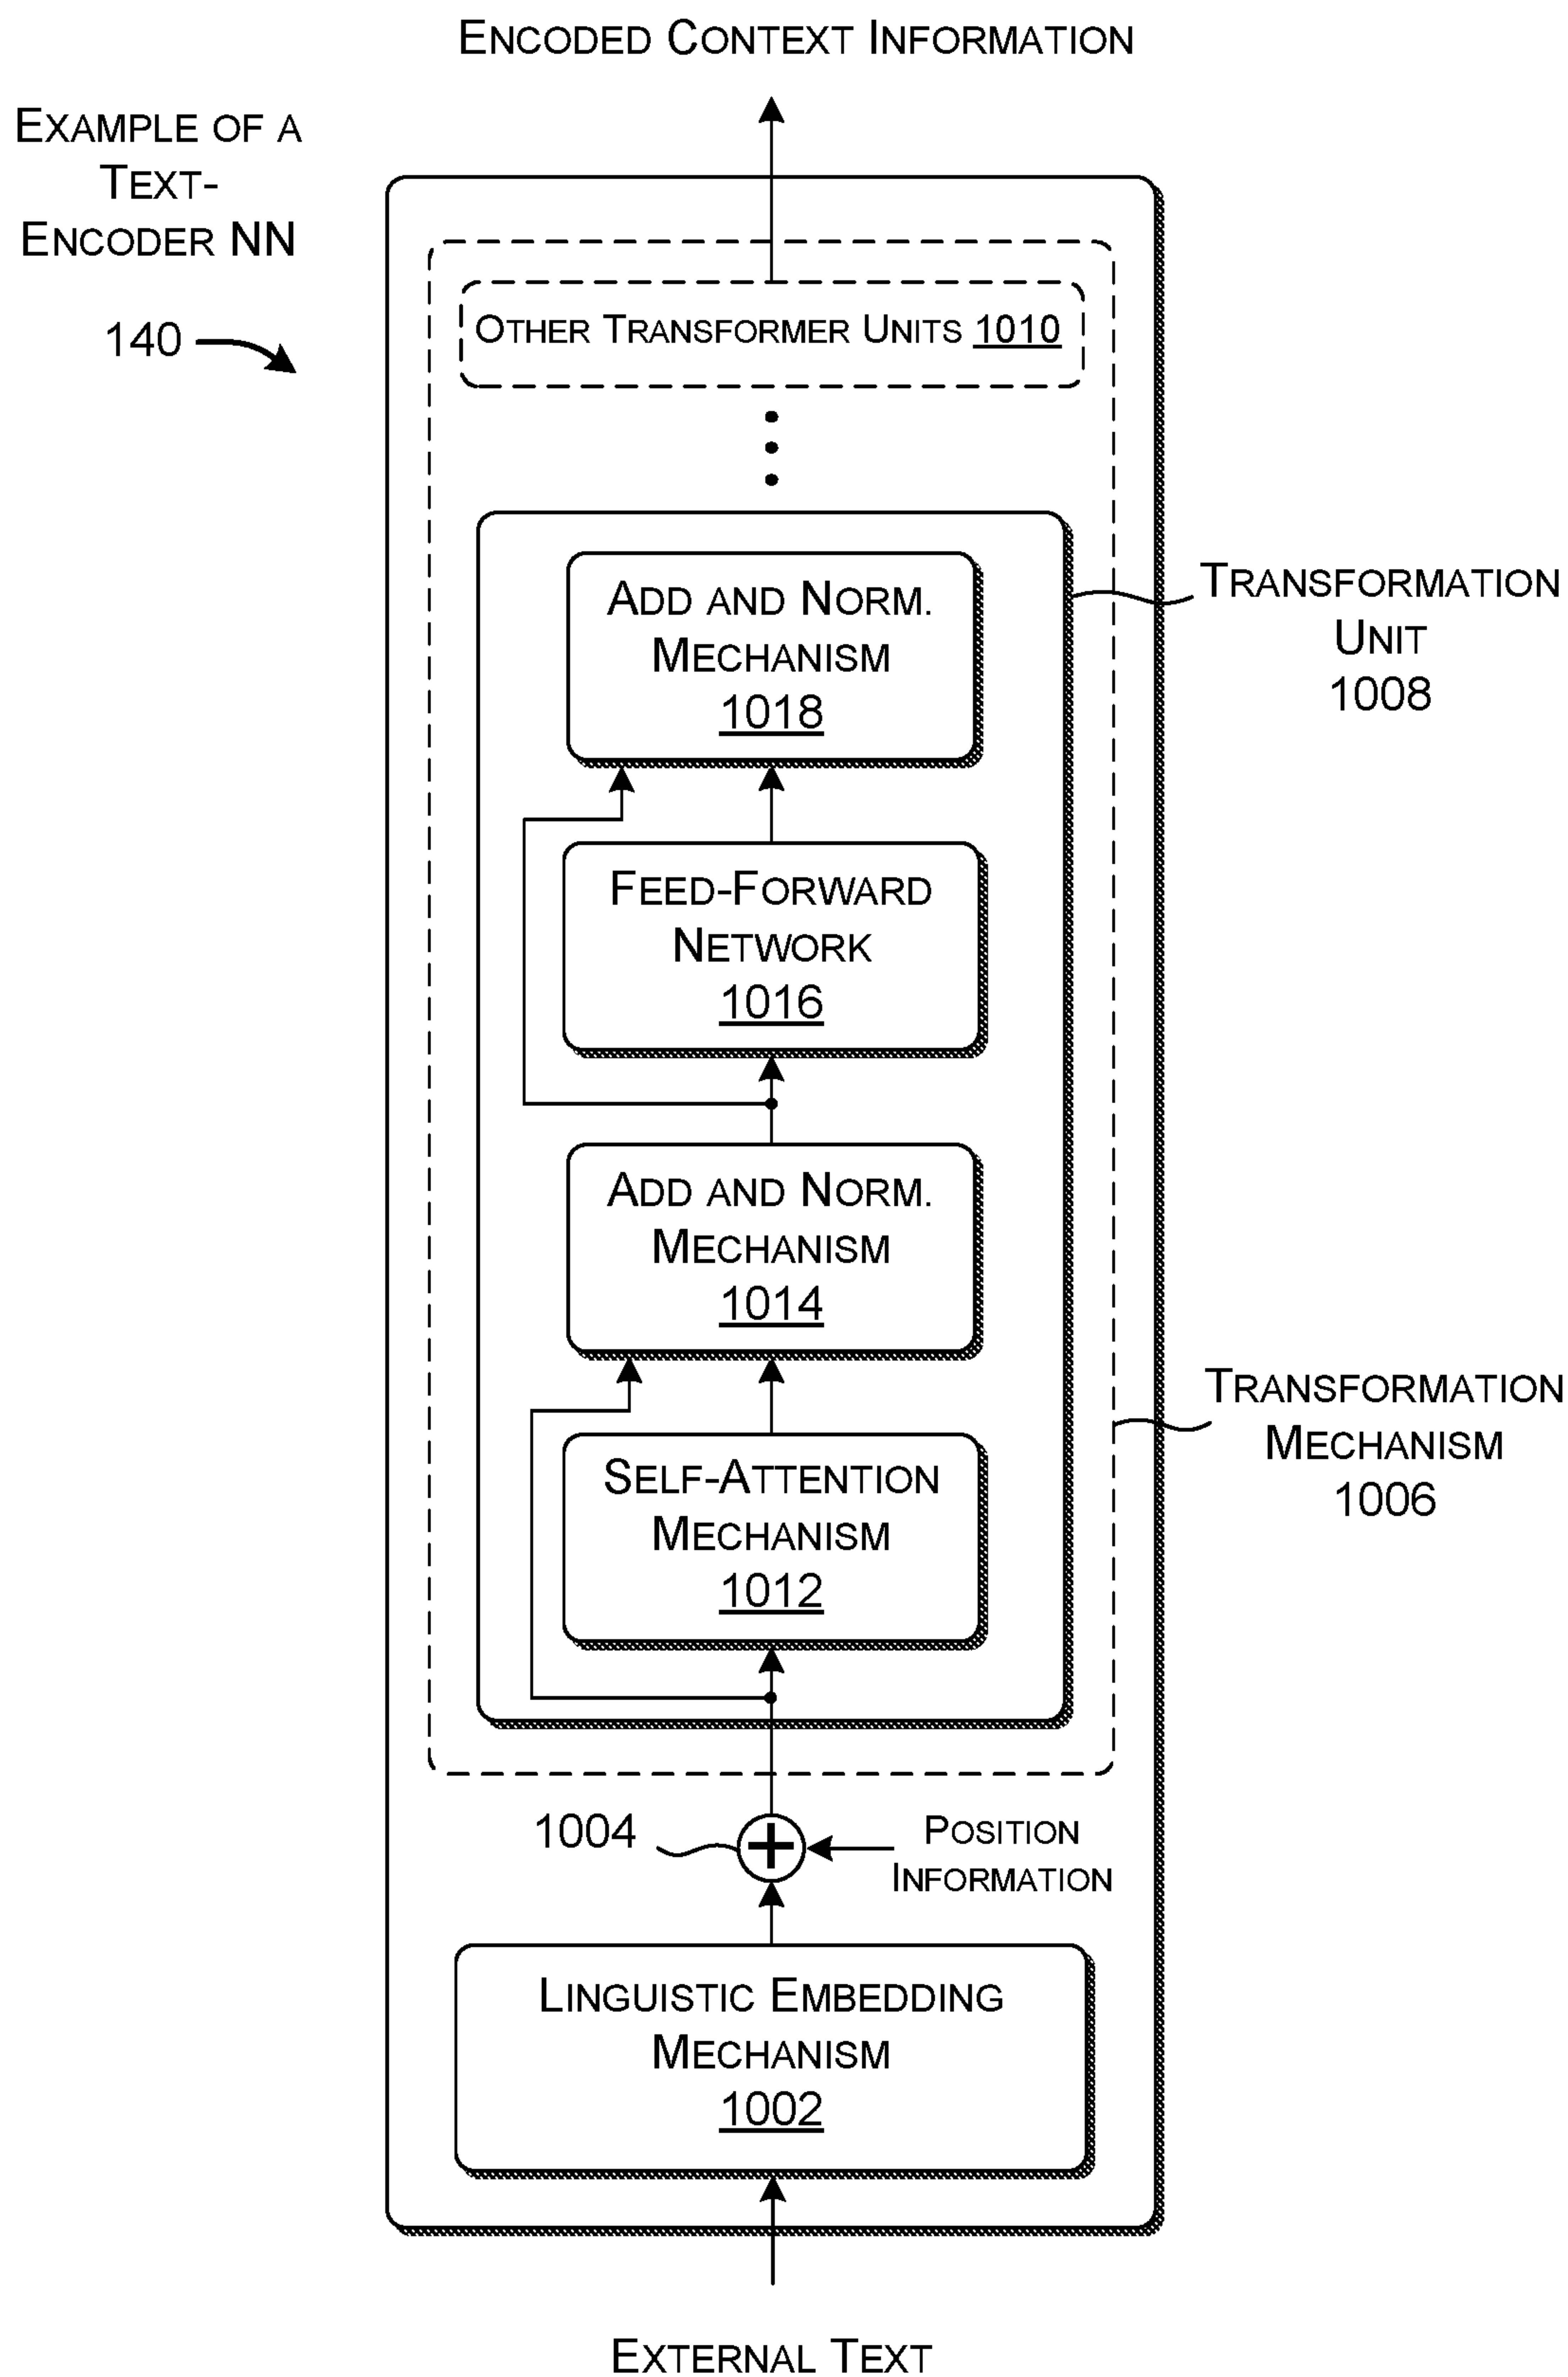 ENCODED CONTEXT INFORMATION
EXAMPLE OF A
TEXT-
ENCODER NN
140
OTHER TRANSFORMER UNITS 1010
ADD AND NORM.
MECHANISM
1018
TRANSFORMATION
UNIT
1008
FEED-FORWARD
NETWORK
1016
ADD AND NORM.
MECHANISM
1014
TRANSFORMATION
MECHANISM
1006
SELF-ATTENTION
MECHANISM
1012
1004
POSITION
INFORMATION
LINGUISTIC EMBEDDING
MECHANISM
1002
EXTERNAL TEXT